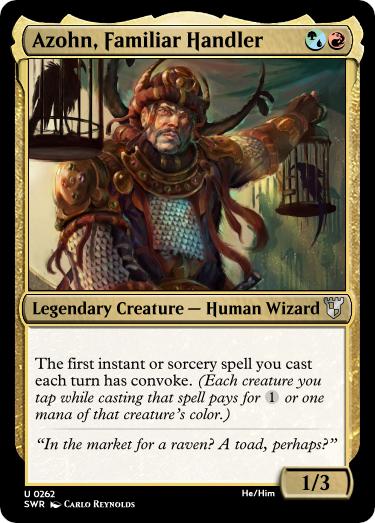 Azohn, Familiar Handler
Legendary Creature — Human Wizard
The first instant or sorcery spell you cast
each turn has convoke. (Each creature you
tap while casting that spell pays for 1 or one
mana of that creature's color.)
“In the market for a raven? A toad, perhaps?”
1/3
U 0262
He/Him
SWR Carlo Reynolds